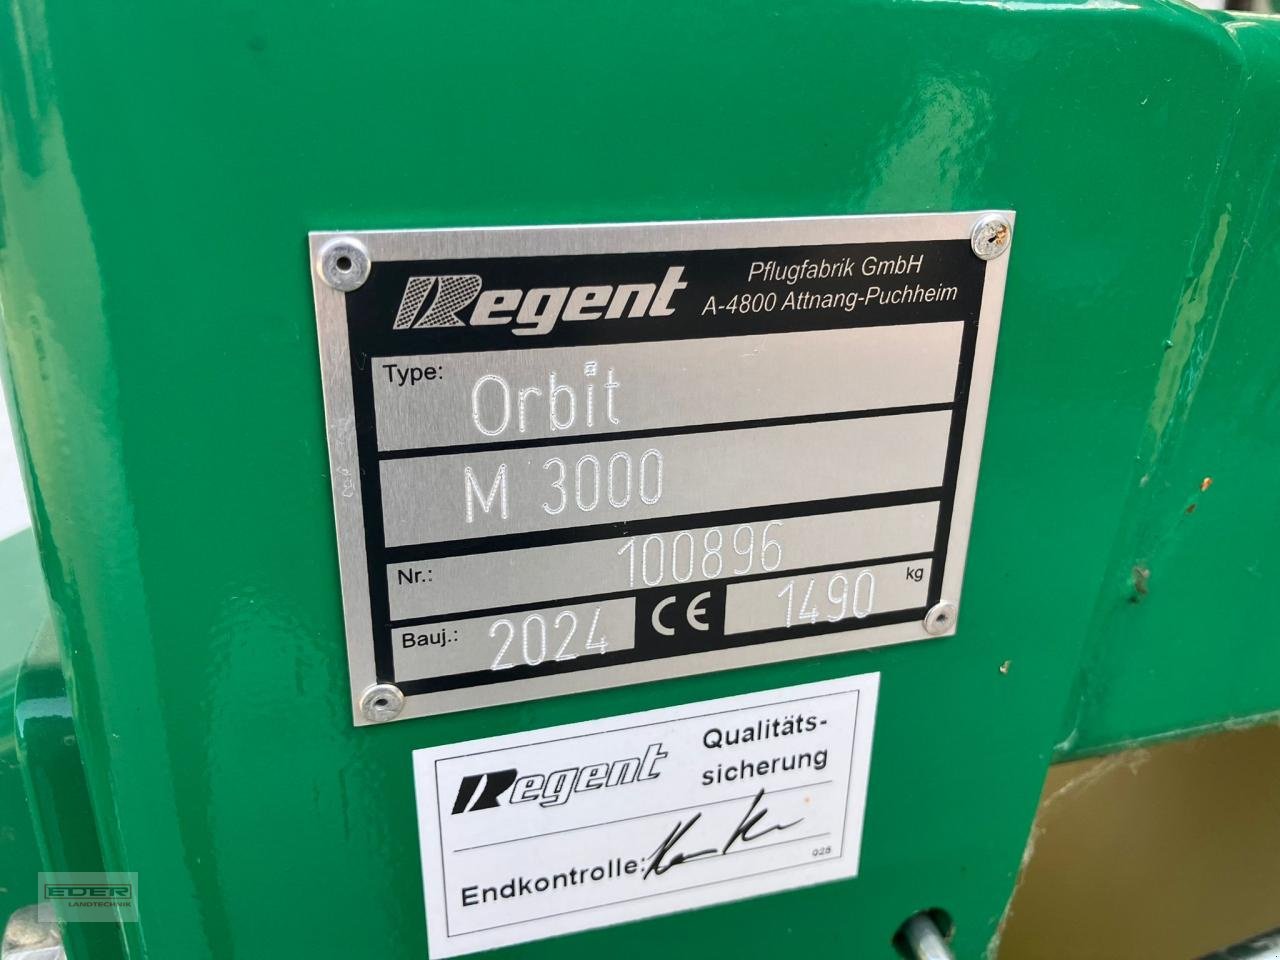 Regent
Pflugfabrik GmbH
A-4800 Attnang-Puchheim
Type: Orbit
M 3000
Nr.: 100896
Bauj.: 2024 CE 1490 kg
Regent
Qualitäts-
sicherung
Endkontrolle:
028
EDER
LANDTECHNIK